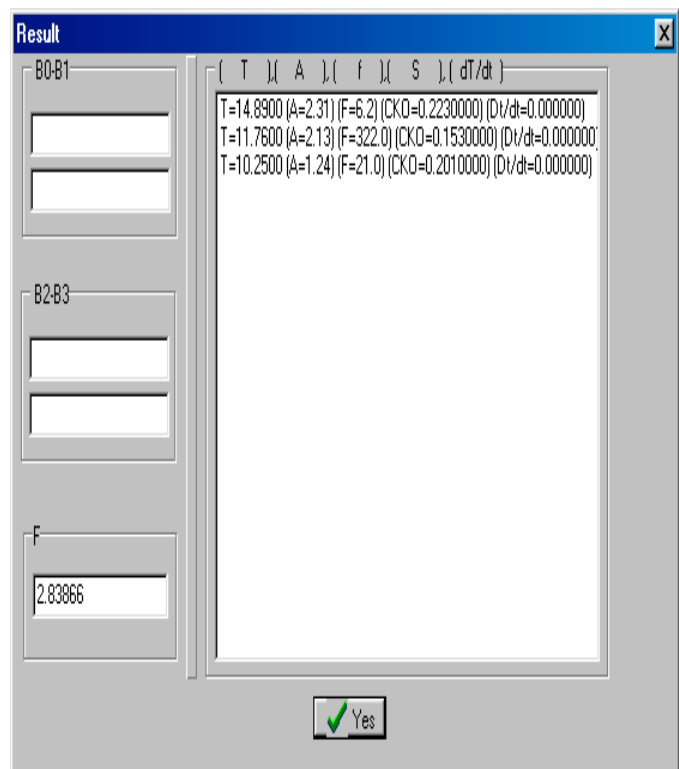 Result
B0-B1
( T ),( A ),( f ),( S ),( dT/dt )
T=14.8900 (A=2.31) (F=6.2) (CKO=0.2230000) (Dt/dt=0.000000)
T=11.7600 (A=2.13) (F=322.0) (CKO=0.1530000) (Dt/dt=0.000000)
T=10.2500 (A=1.24) (F=21.0) (CKO=0.2010000) (Dt/dt=0.000000)
B2-B3
F
2.83866
Yes